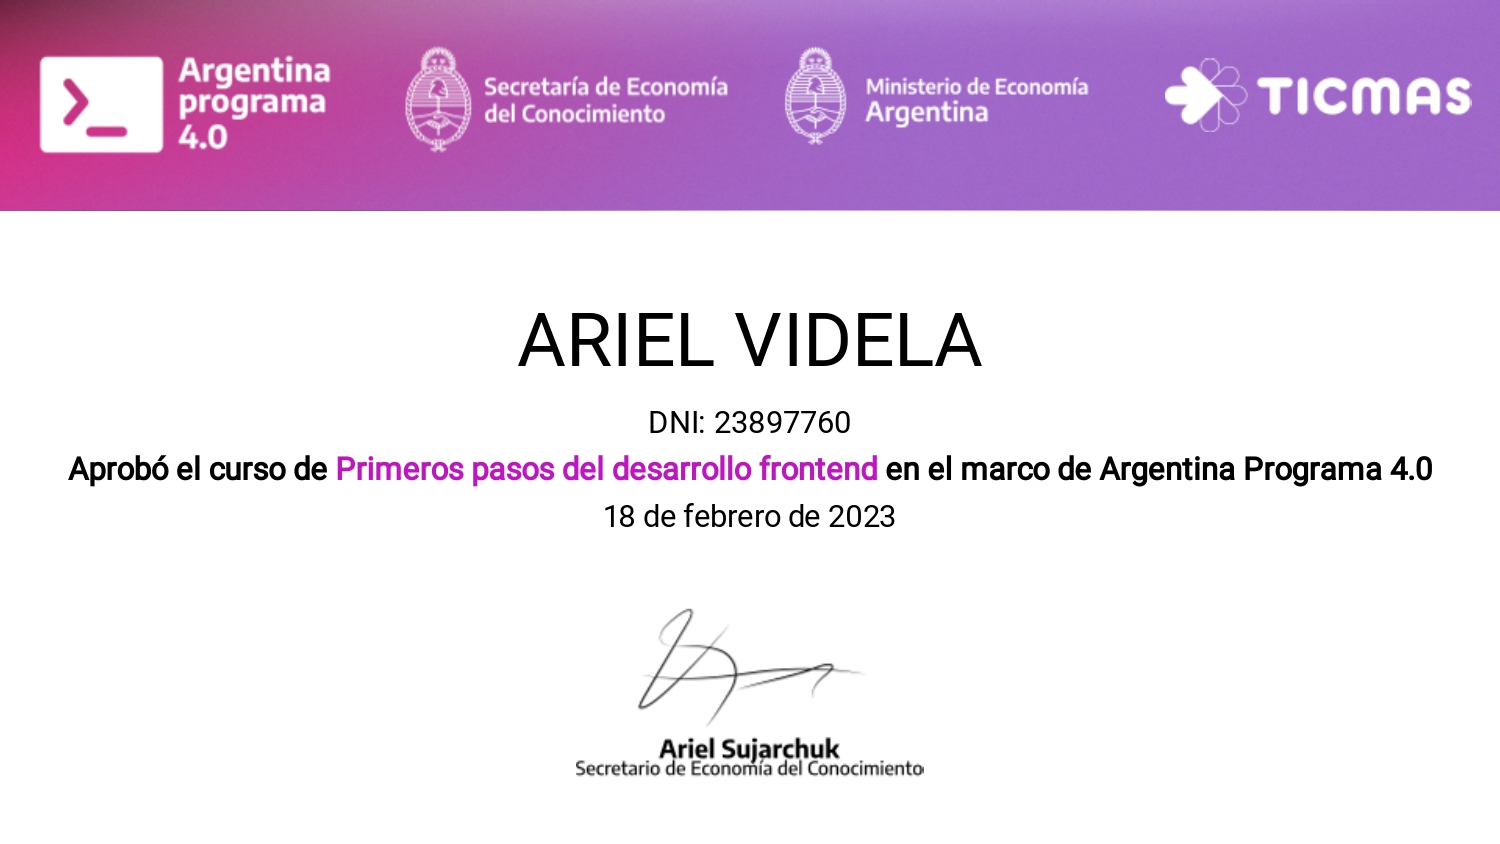 Argentina
programa
4.0
Secretaría de Economía
del Conocimiento
Ministerio de Economía
Argentina
TICMAS
ARIEL VIDELA
DNI: 23897760
Aprobó el curso de Primeros pasos del desarrollo frontend en el marco de Argentina Programa 4.0
18 de febrero de 2023
Ariel Sujarchuk
Secretario de Economía del Conocimiento